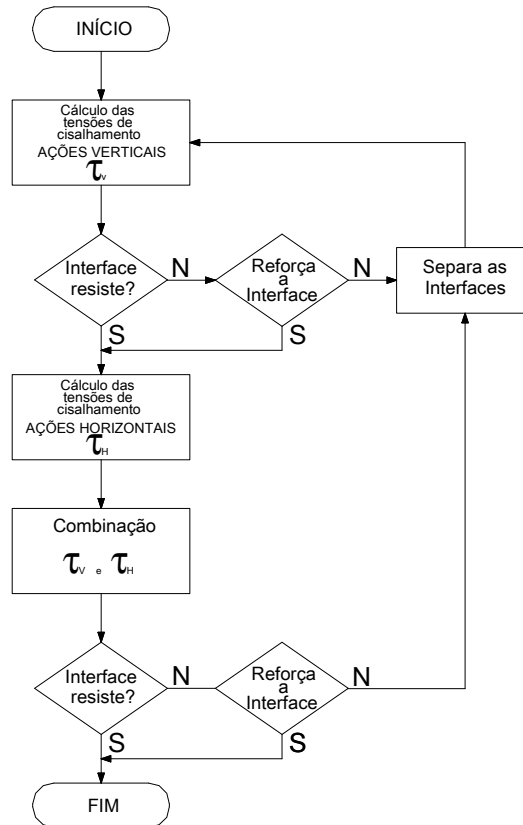 INÍCIO
Cálculo das
tensões de
cisalhamento
AÇÕES VERTICAIS
τv
Interface
resiste?
N
Reforça
a
Interface
N
Separa as
Interfaces
S
S
Cálculo das
tensões de
cisalhamento
AÇÕES HORIZONTAIS
τH
Combinação
τV e τH
Interface
resiste?
N
Reforça
a
Interface
N
S
S
FIM